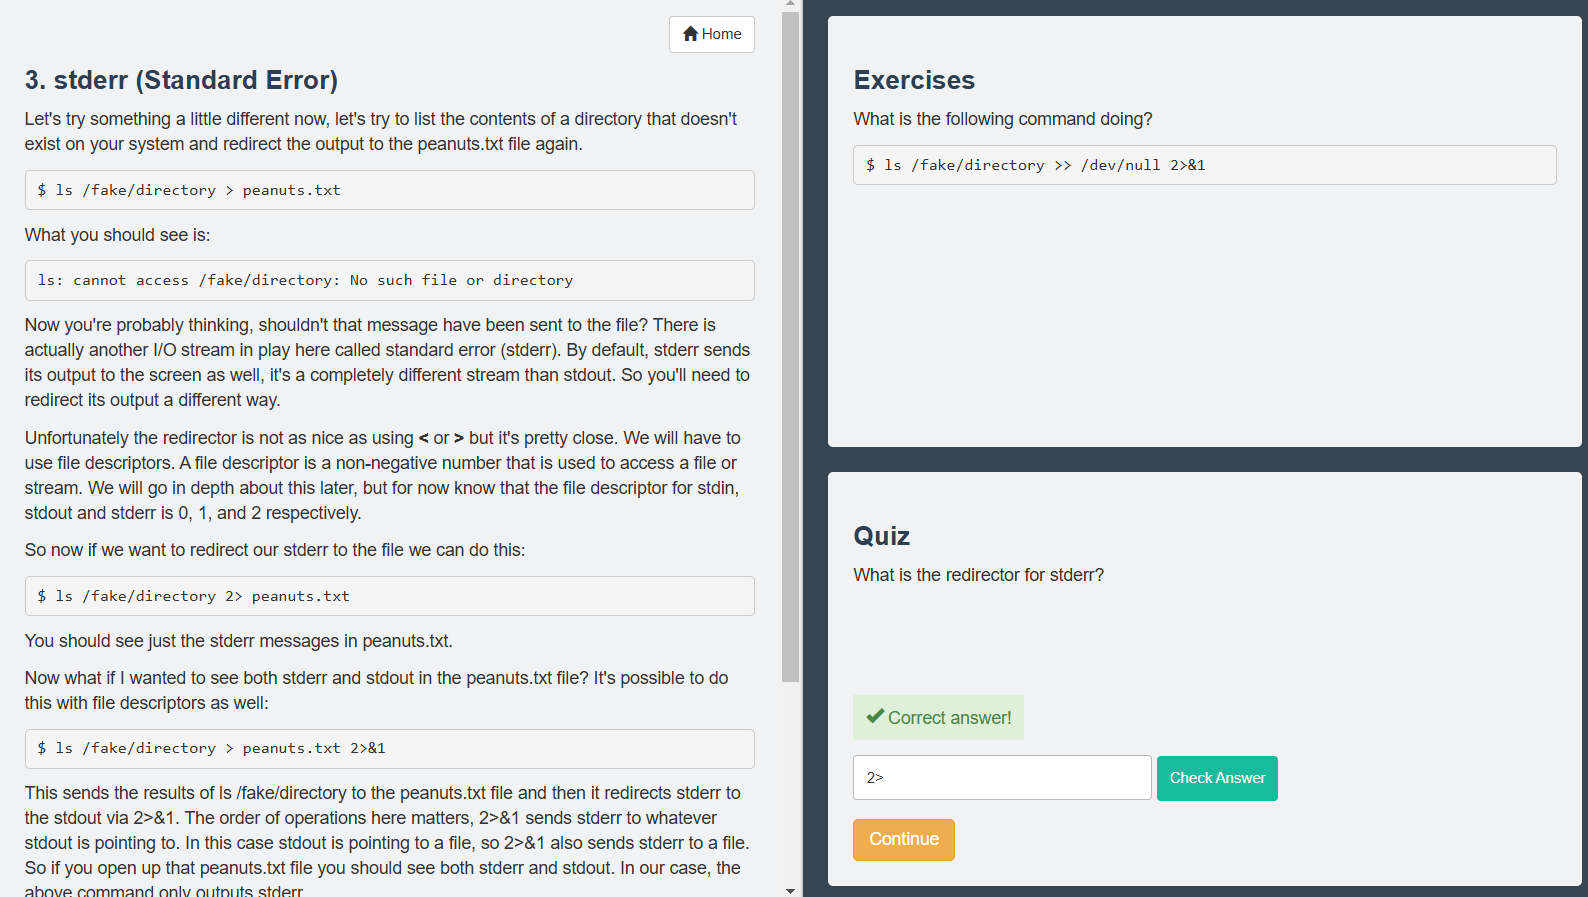 Home
3. stderr (Standard Error)
Let's try something a little different now, let's try to list the contents of a directory that doesn't
exist on your system and redirect the output to the peanuts.txt file again.
$ ls /fake/directory > peanuts.txt
What you should see is:
ls: cannot access /fake/directory: No such file or directory
Now you're probably thinking, shouldn't that message have been sent to the file? There is
actually another I/O stream in play here called standard error (stderr). By default, stderr sends
its output to the screen as well, it's a completely different stream than stdout. So you'll need to
redirect its output a different way.
Unfortunately the redirector is not as nice as using < or > but it's pretty close. We will have to
use file descriptors. A file descriptor is a non-negative number that is used to access a file or
stream. We will go in depth about this later, but for now know that the file descriptor for stdin,
stdout and stderr is 0, 1, and 2 respectively.
So now if we want to redirect our stderr to the file we can do this:
$ ls /fake/directory 2> peanuts.txt
You should see just the stderr messages in peanuts.txt.
Now what if I wanted to see both stderr and stdout in the peanuts.txt file? It's possible to do
this with file descriptors as well:
$ ls /fake/directory > peanuts.txt 2>&1
This sends the results of ls /fake/directory to the peanuts.txt file and then it redirects stderr to
the stdout via 2>&1. The order of operations here matters, 2>&1 sends stderr to whatever
stdout is pointing to. In this case stdout is pointing to a file, so 2>&1 also sends stderr to a file.
So if you open up that peanuts.txt file you should see both stderr and stdout. In our case, the
above command only outputs stderr
Exercises
What is the following command doing?
$ ls /fake/directory >> /dev/null 2>&1
Quiz
What is the redirector for stderr?
Correct answer!
2>
Check Answer
Continue